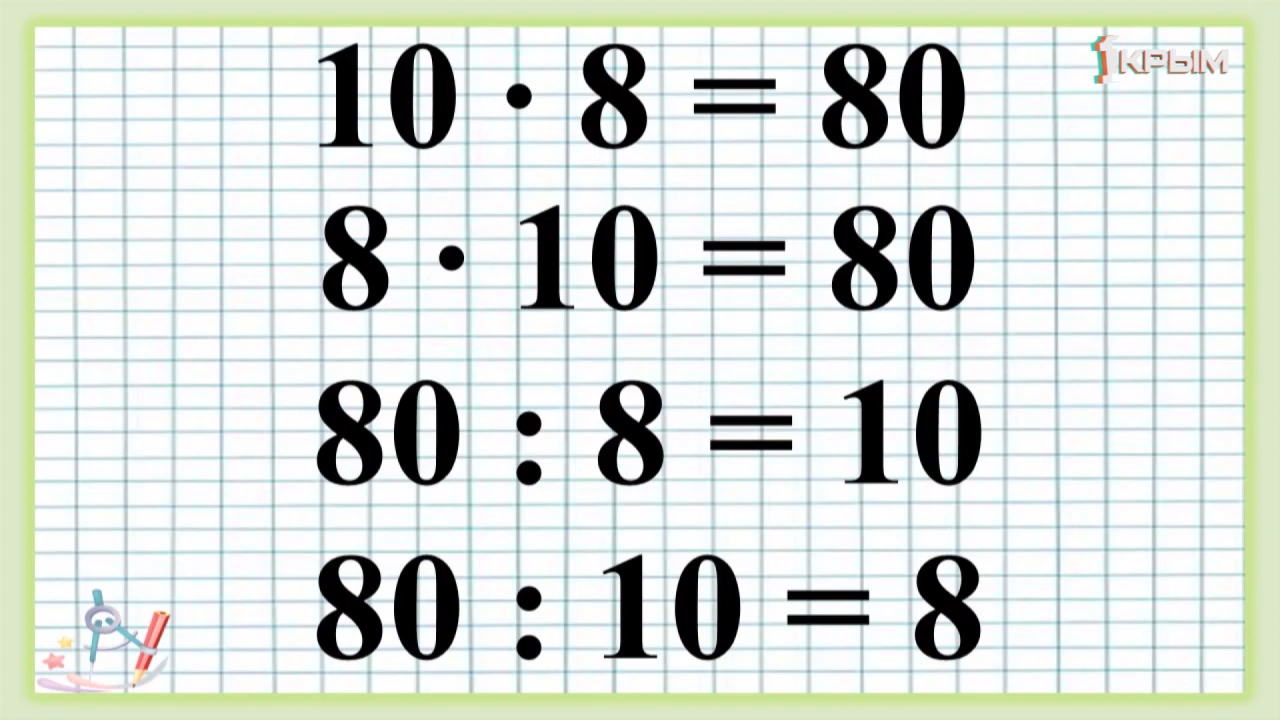 1КРЫМ
10 · 8 = 80
8 · 10 = 80
80 : 8 = 10
80 : 10 = 8